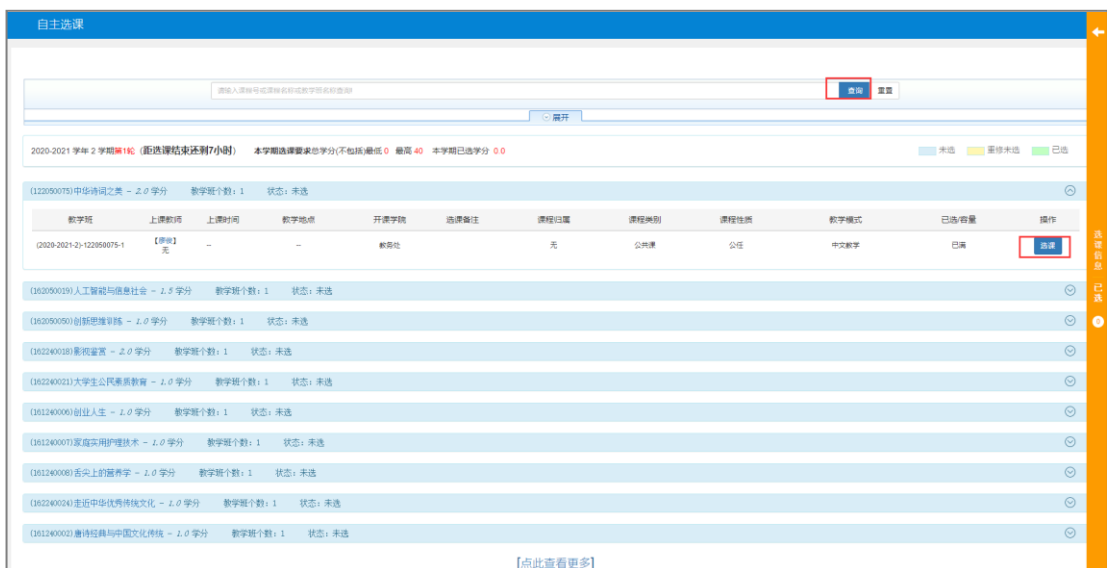 自主选课
请输入课程号或课程名称或教学班名称查询!
查询 重置
展开
2020-2021 学年 2 学期第1轮 (距选课结束还剩7小时) 本学期选课要求总学分(不包括)最低 0 最高 40 本学期已选学分 0.0
未选 重修未选 已选
(122050075)中华诗词之美 - 2.0 学分 教学班个数: 1 状态: 未选
教学班 上课教师 上课时间 教学地点 开课学院 选课备注 课程归属 课程类别 课程性质 教学模式 已选/容量 操作
(2020-2021-2)-122050075-1 无 -- -- 教务处 无 公共课 公任 中文教学 已满 选课
(162050019)人工智能与信息社会 - 1.5 学分 教学班个数: 1 状态: 未选
(162050050)创新思维训练 - 1.0 学分 教学班个数: 1 状态: 未选
(162240018)影视鉴赏 - 2.0 学分 教学班个数: 1 状态: 未选
(162240021)大学生公民素质教育 - 1.0 学分 教学班个数: 1 状态: 未选
(161240006)创业人生 - 1.0 学分 教学班个数: 1 状态: 未选
(161240007)家庭实用护理技术 - 1.0 学分 教学班个数: 1 状态: 未选
(161240008)舌尖上的营养学 - 1.0 学分 教学班个数: 1 状态: 未选
(162240024)走近中华优秀传统文化 - 1.0 学分 教学班个数: 1 状态: 未选
(161240002)唐诗经典与中国文化传统 - 1.0 学分 教学班个数: 1 状态: 未选
[点此查看更多]
选课信息 已选 0